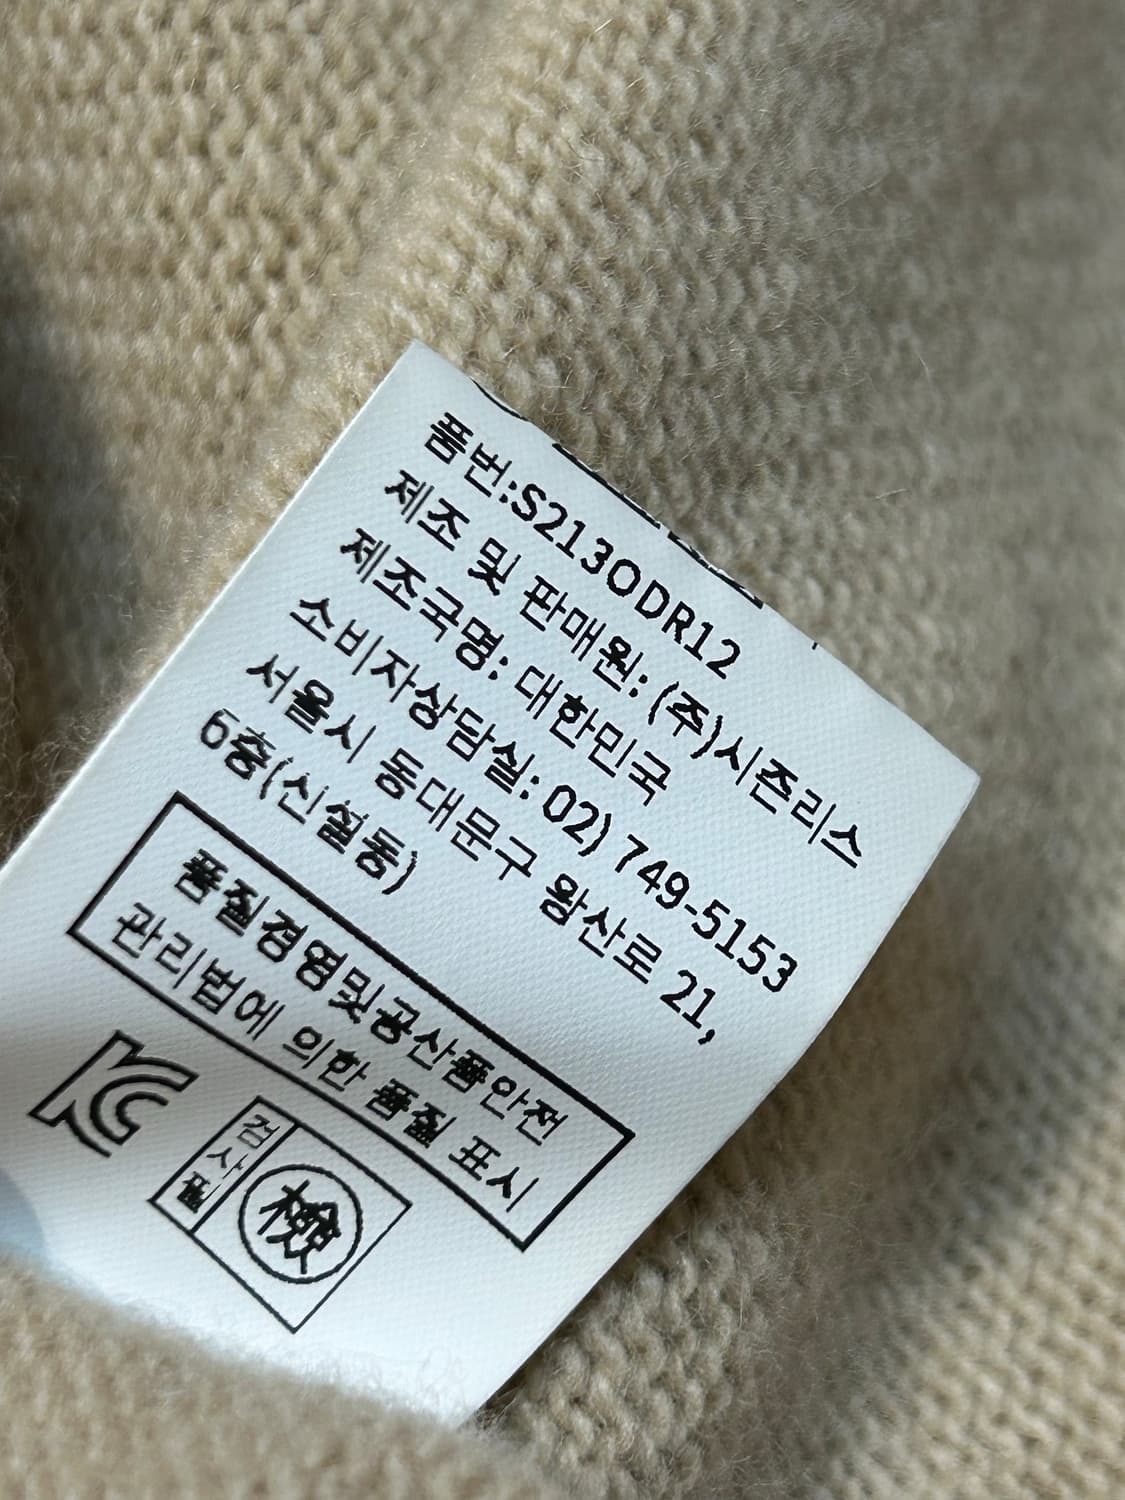 품번:S213ODR12
제조 및 판매원: (주)시즌리스
제조국명: 대한민국
소비자상담실: 02) 749-5153
서울시 동대문구 왕산로 21,
6층(신설동)
품질경영및공산품안전
관리법에 의한 품질 표시
KC
검사필
檢